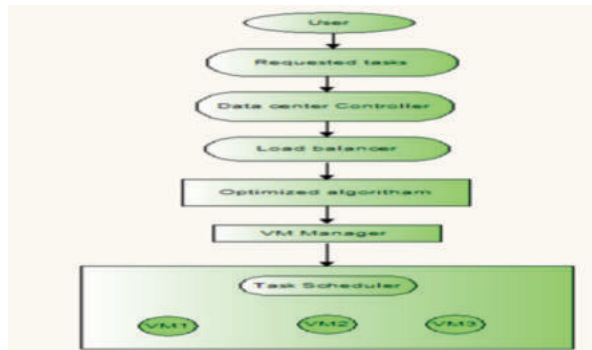 User
Requested tasks
Data center Controller
Load balancer
Optimized algoritham
VM Manager
Task Scheduler
VM1 VM2 VM3